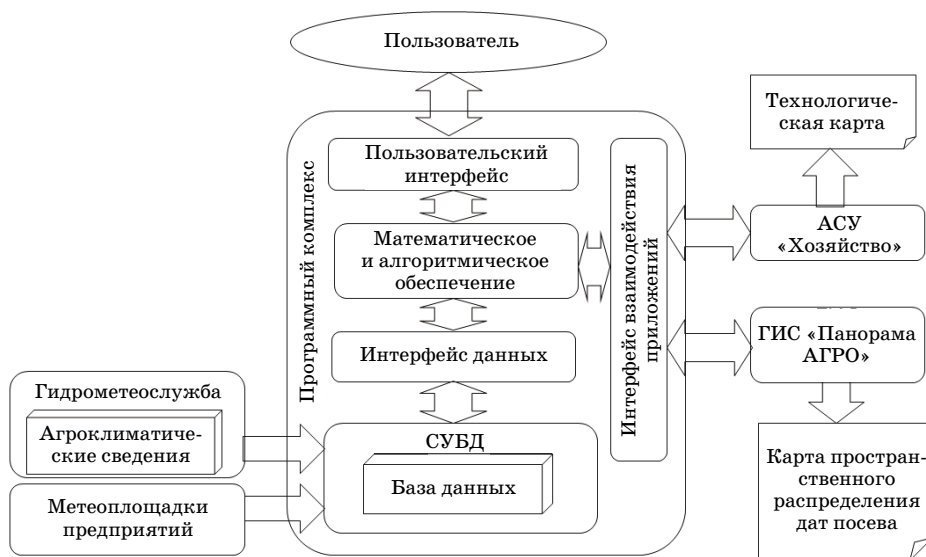 Пользователь
Программный комплекс
Пользовательский
интерфейс
Математическое
и алгоритмическое
обеспечение
Интерфейс данных
СУБД
База данных
Интерфейс взаимодействия
приложений
Гидрометеослужба
Агроклиматиче-
ские сведения
Метеоплощадки
предприятий
Технологиче-
ская карта
АСУ
«Хозяйство»
ГИС «Панорама
АГРО»
Карта простран-
ственного
распределения
дат посева